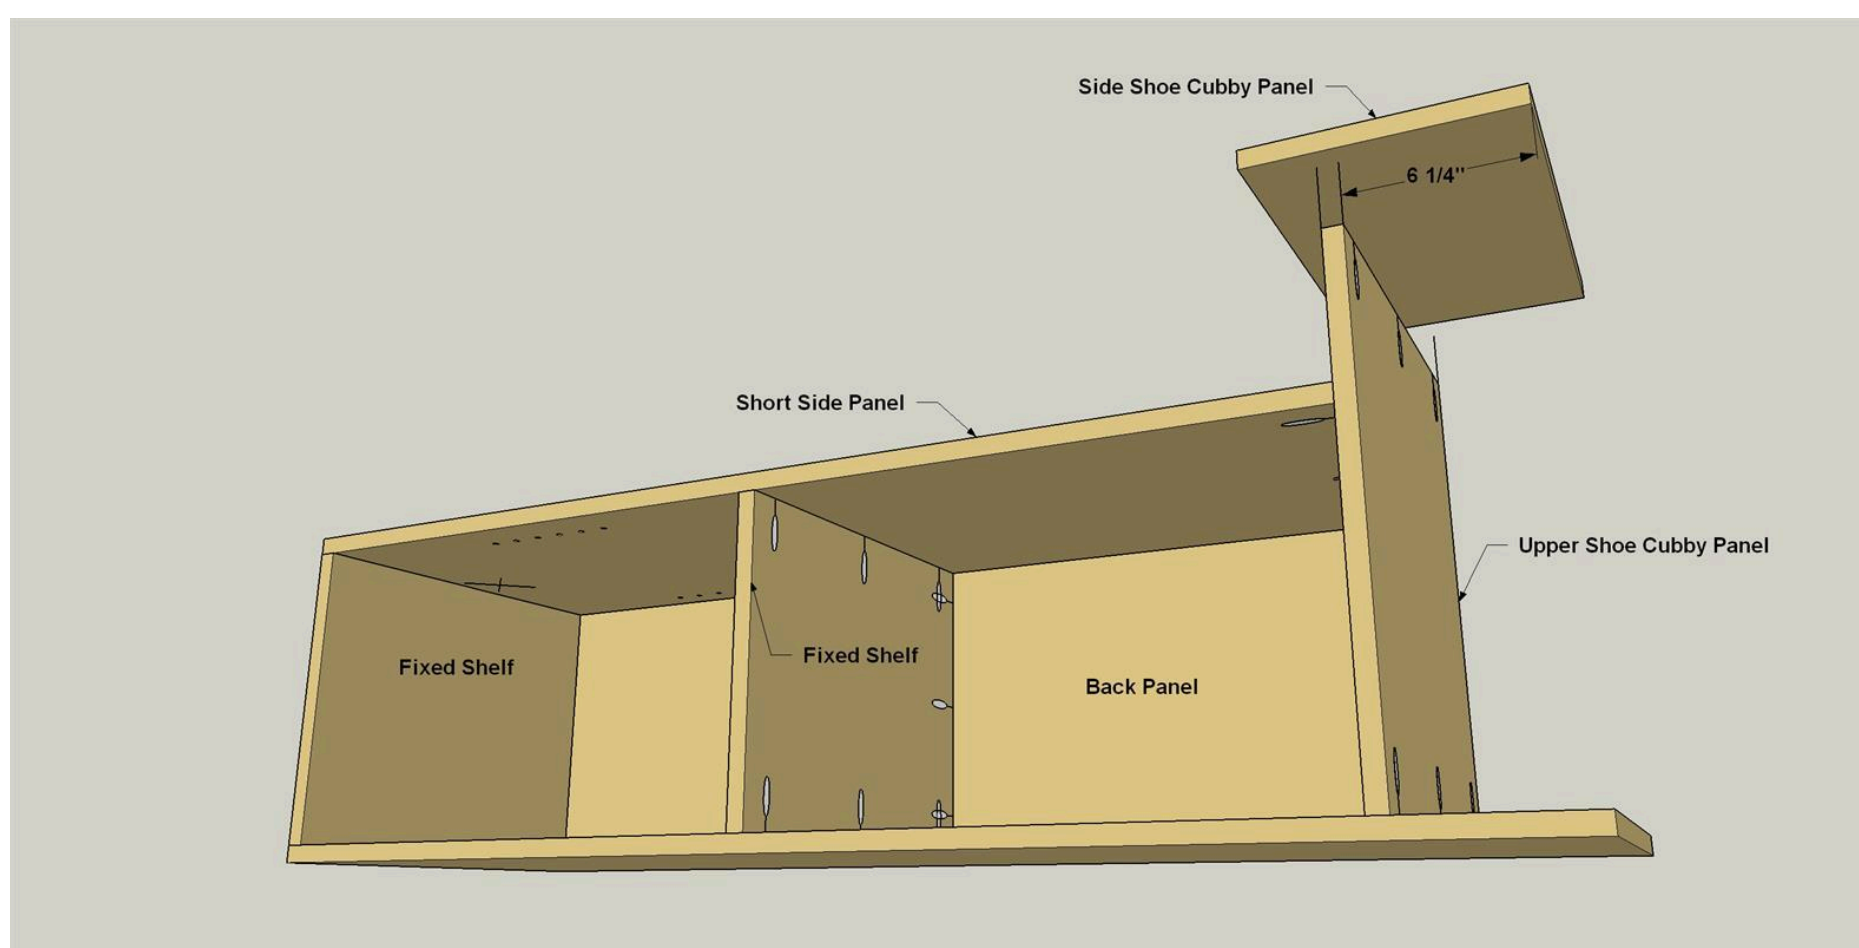 Side Shoe Cubby Panel
6 1/4"
Short Side Panel
Upper Shoe Cubby Panel
Fixed Shelf
Fixed Shelf
Back Panel